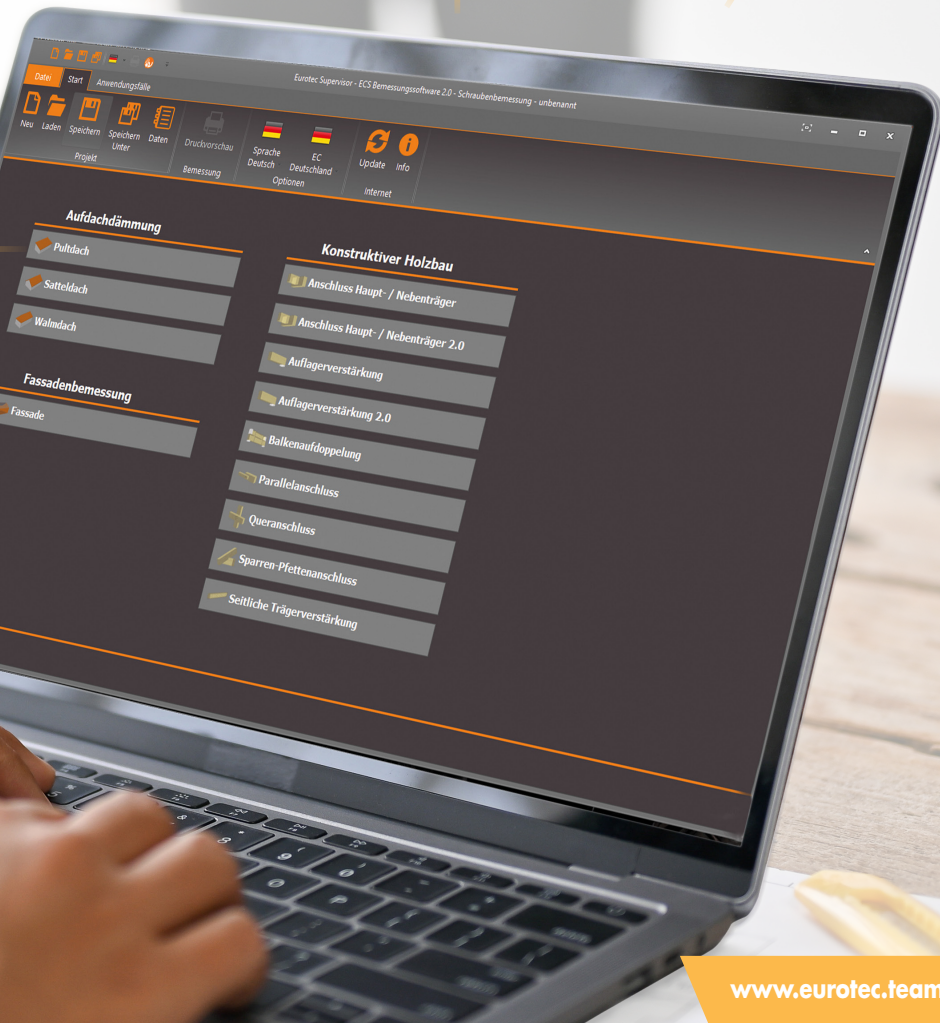 Eurotec Supervisor - ECS Bemessungssoftware 2.0 - Schraubenbemessung - unbenannt
Datei
Start
Anwendungsfälle
Neu
Laden
Speichern
Speichern
Unter
Daten
Druckvorschau
Sprache
Deutsch
EC
Deutschland
Update
Info
Projekt
Bemessung
Optionen
Internet
Aufdachdämmung
Pultdach
Satteldach
Walmdach
Fassadenbemessung
Fassade
Konstruktiver Holzbau
Anschluss Haupt- / Nebenträger
Anschluss Haupt- / Nebenträger 2.0
Auflagerverstärkung
Auflagerverstärkung 2.0
Balkenaufdoppelung
Parallelanschluss
Queranschluss
Sparren-Pfettenanschluss
Seitliche Trägerverstärkung
www.eurotec.team